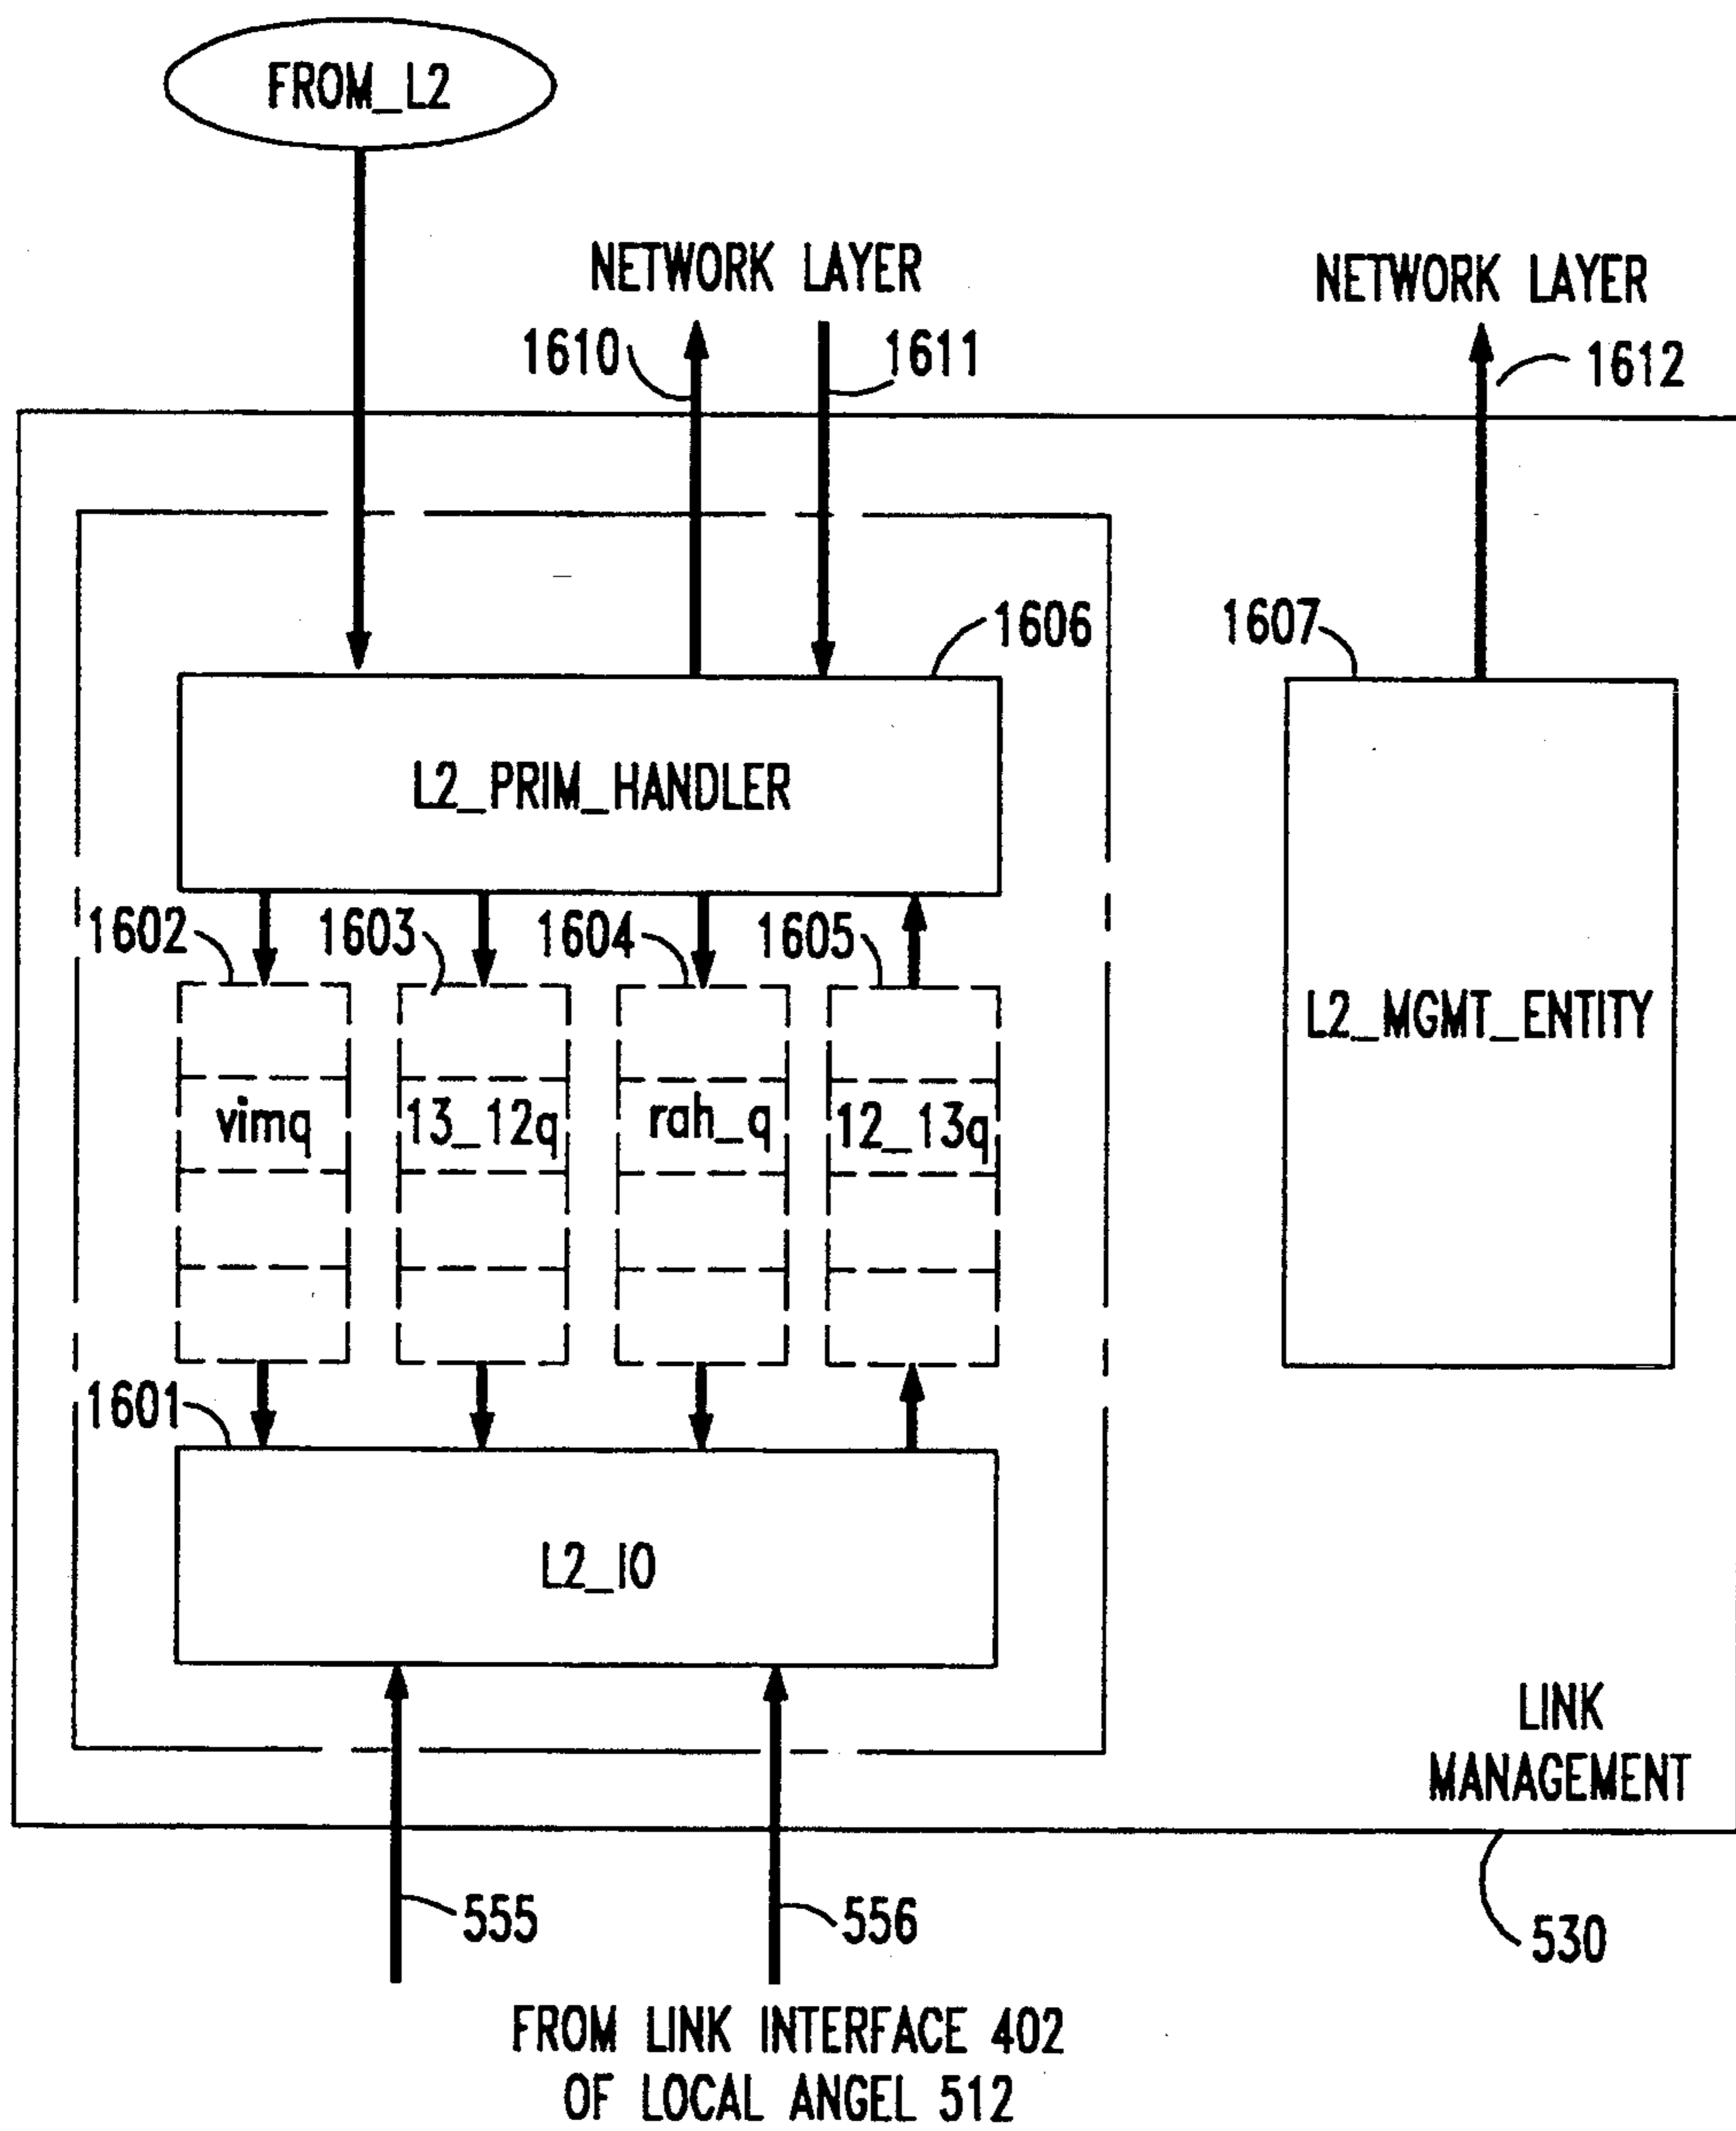 FROM_L2
NETWORK LAYER
NETWORK LAYER
1610
1611
1612
1606
1607
L2_PRIM_HANDLER
1602
1603
1604
1605
L2_MGMT_ENTITY
vimq
13_12q
rah_q
12_13q
1601
L2_IO
LINK
MANAGEMENT
555
556
530
FROM LINK INTERFACE 402
OF LOCAL ANGEL 512